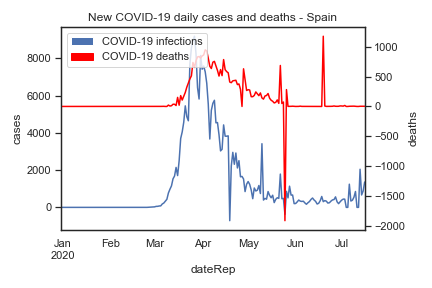 New COVID-19 daily cases and deaths - Spain
COVID-19 infections
COVID-19 deaths
8000
6000
4000
2000
0
cases
1000
500
0
−500
−1000
−1500
−2000
deaths
Jan Feb Mar Apr May Jun Jul
2020
dateRep